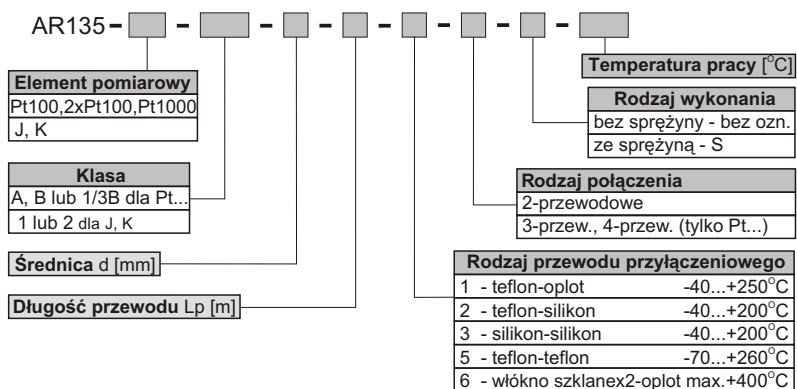 AR135- - - - - - - -
Element pomiarowy
Pt100,2xPt100,Pt1000
J, K
Klasa
A, B lub 1/3B dla Pt...
1 lub 2 dla J, K
Średnica d [mm]
Długość przewodu Lp [m]
Temperatura pracy [°C]
Rodzaj wykonania
bez sprężyny - bez ozn.
ze sprężyną - S
Rodzaj połączenia
2-przewodowe
3-przew., 4-przew. (tylko Pt...)
Rodzaj przewodu przyłączeniowego
1 - teflon-oplot -40...+250°C
2 - teflon-silikon -40...+200°C
3 - silikon-silikon -40...+200°C
5 - teflon-teflon -70...+260°C
6 - włókno szklanex2-oplot max.+400°C